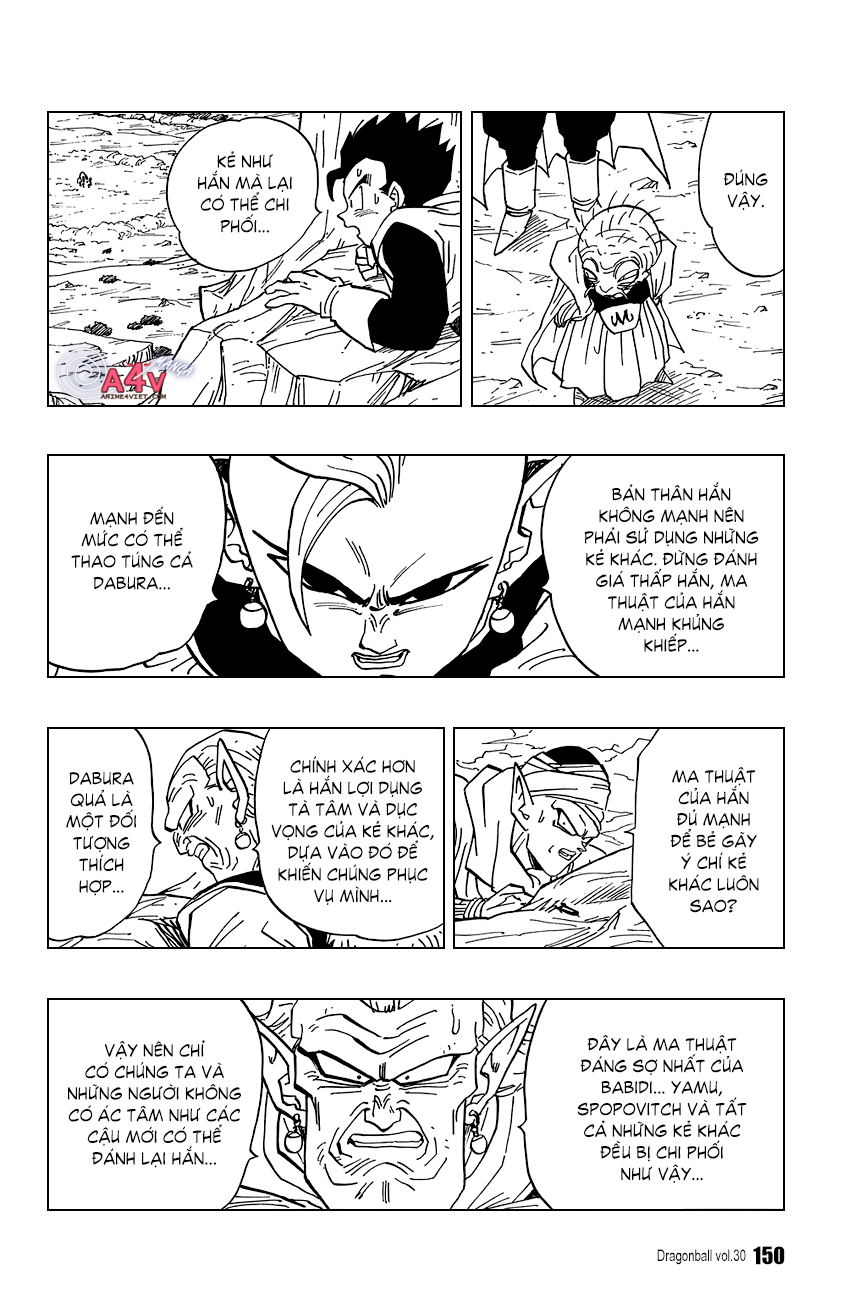 ĐÚNG
VẬY.
KẺ NHƯ
HẮN MÀ LẠI
CÓ THỂ CHI
PHỐI...
A4V
ANIME4VIET.COM
BẢN THÂN HẮN
KHÔNG MẠNH NÊN
PHẢI SỬ DỤNG NHỮNG
KẺ KHÁC. ĐỪNG ĐÁNH
GIÁ THẤP HẮN, MA
THUẬT CỦA HẮN
MẠNH KHỦNG
KHIẾP...
MẠNH ĐẾN
MỨC CÓ THỂ
THAO TÚNG CẢ
DABURA...
MA THUẬT
CỦA HẮN
ĐỦ MẠNH
ĐỂ BẺ GÃY
Ý CHÍ KẺ
KHÁC LUÔN
SAO?
CHÍNH XÁC HƠN
LÀ HẮN LỢI DỤNG
TÀ TÂM VÀ DỤC
VỌNG CỦA KẺ KHÁC,
DỰA VÀO ĐÓ ĐỂ
KHIẾN CHÚNG PHỤC
VỤ MÌNH...
DABURA
QUẢ LÀ
MỘT ĐỐI
TƯỢNG
THÍCH
HỢP...
ĐÂY LÀ MA THUẬT
ĐÁNG SỢ NHẤT CỦA
BABIDI... YAMU,
SPOPOVITCH VÀ TẤT
CẢ NHỮNG KẺ KHÁC
ĐỀU BỊ CHI PHỐI
NHƯ VẬY...
VẬY NÊN CHỈ
CÓ CHÚNG TA VÀ
NHỮNG NGƯỜI KHÔNG
CÓ ÁC TÂM NHƯ CÁC
CẬU MỚI CÓ THỂ
ĐÁNH LẠI HẮN...
Dragonball vol.30 150